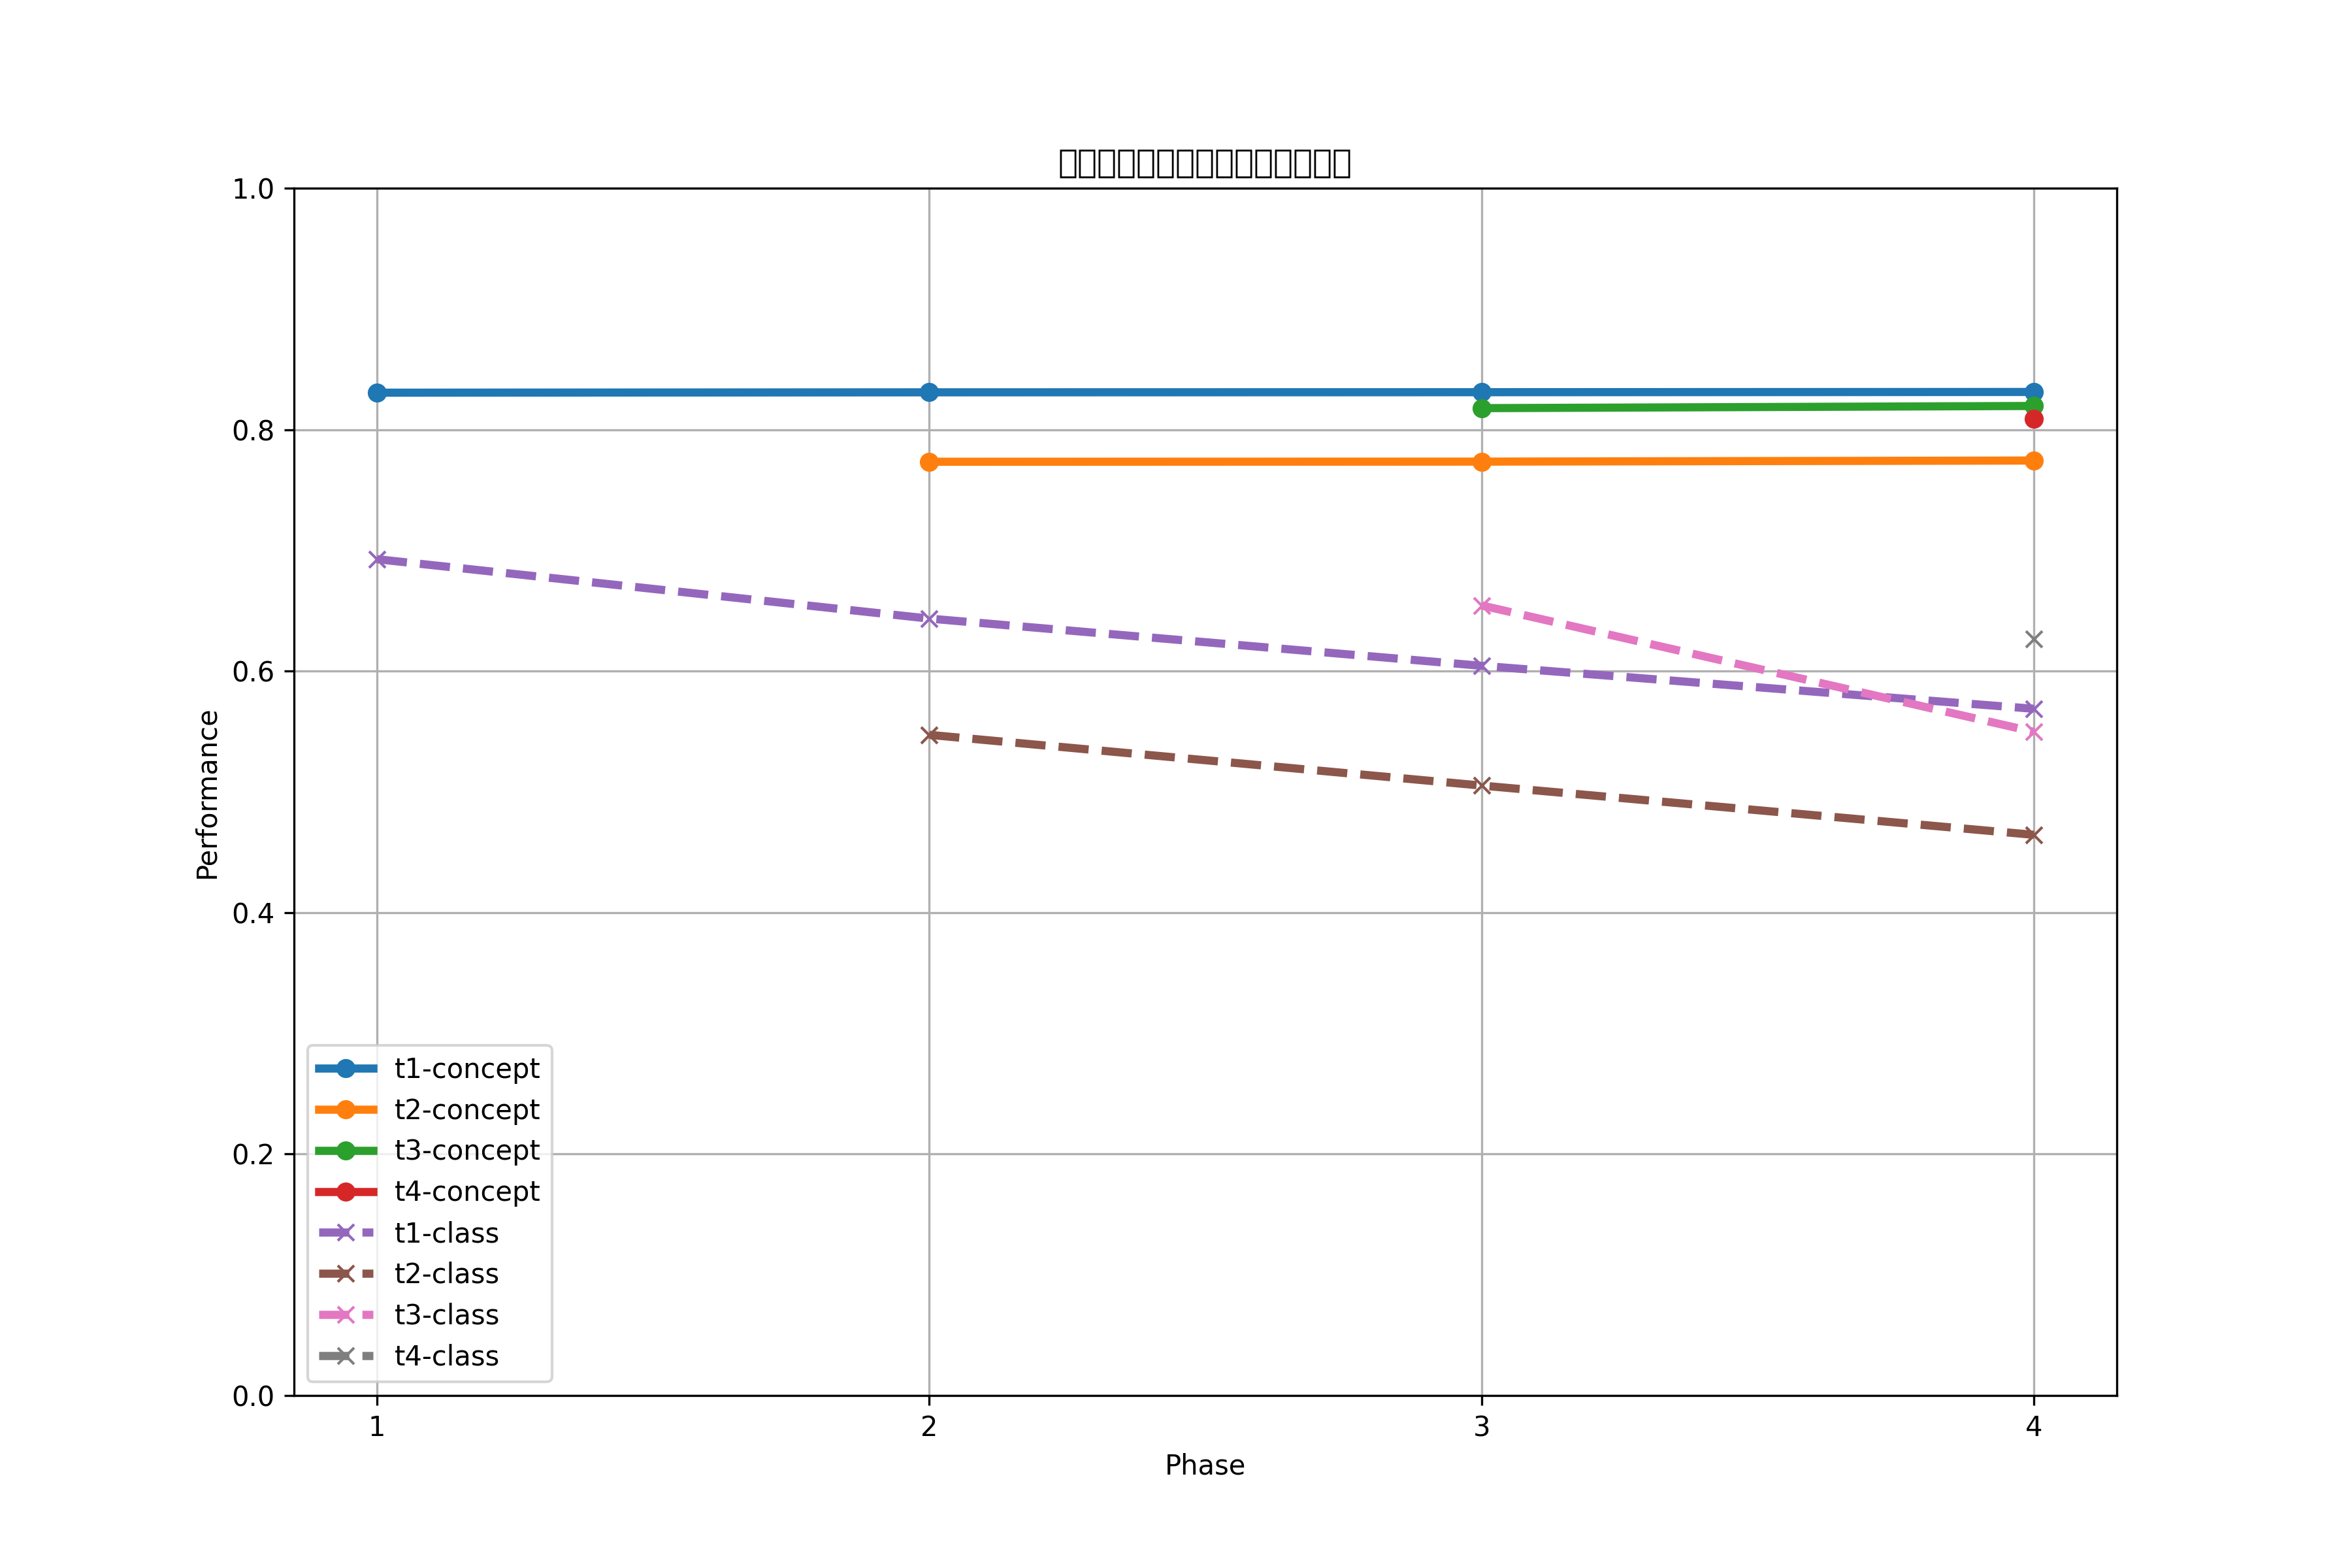 1.0
0.8
0.6
0.4
0.2
0.0
Performance
t1-concept
t2-concept
t3-concept
t4-concept
t1-class
t2-class
t3-class
t4-class
1 2 3 4
Phase